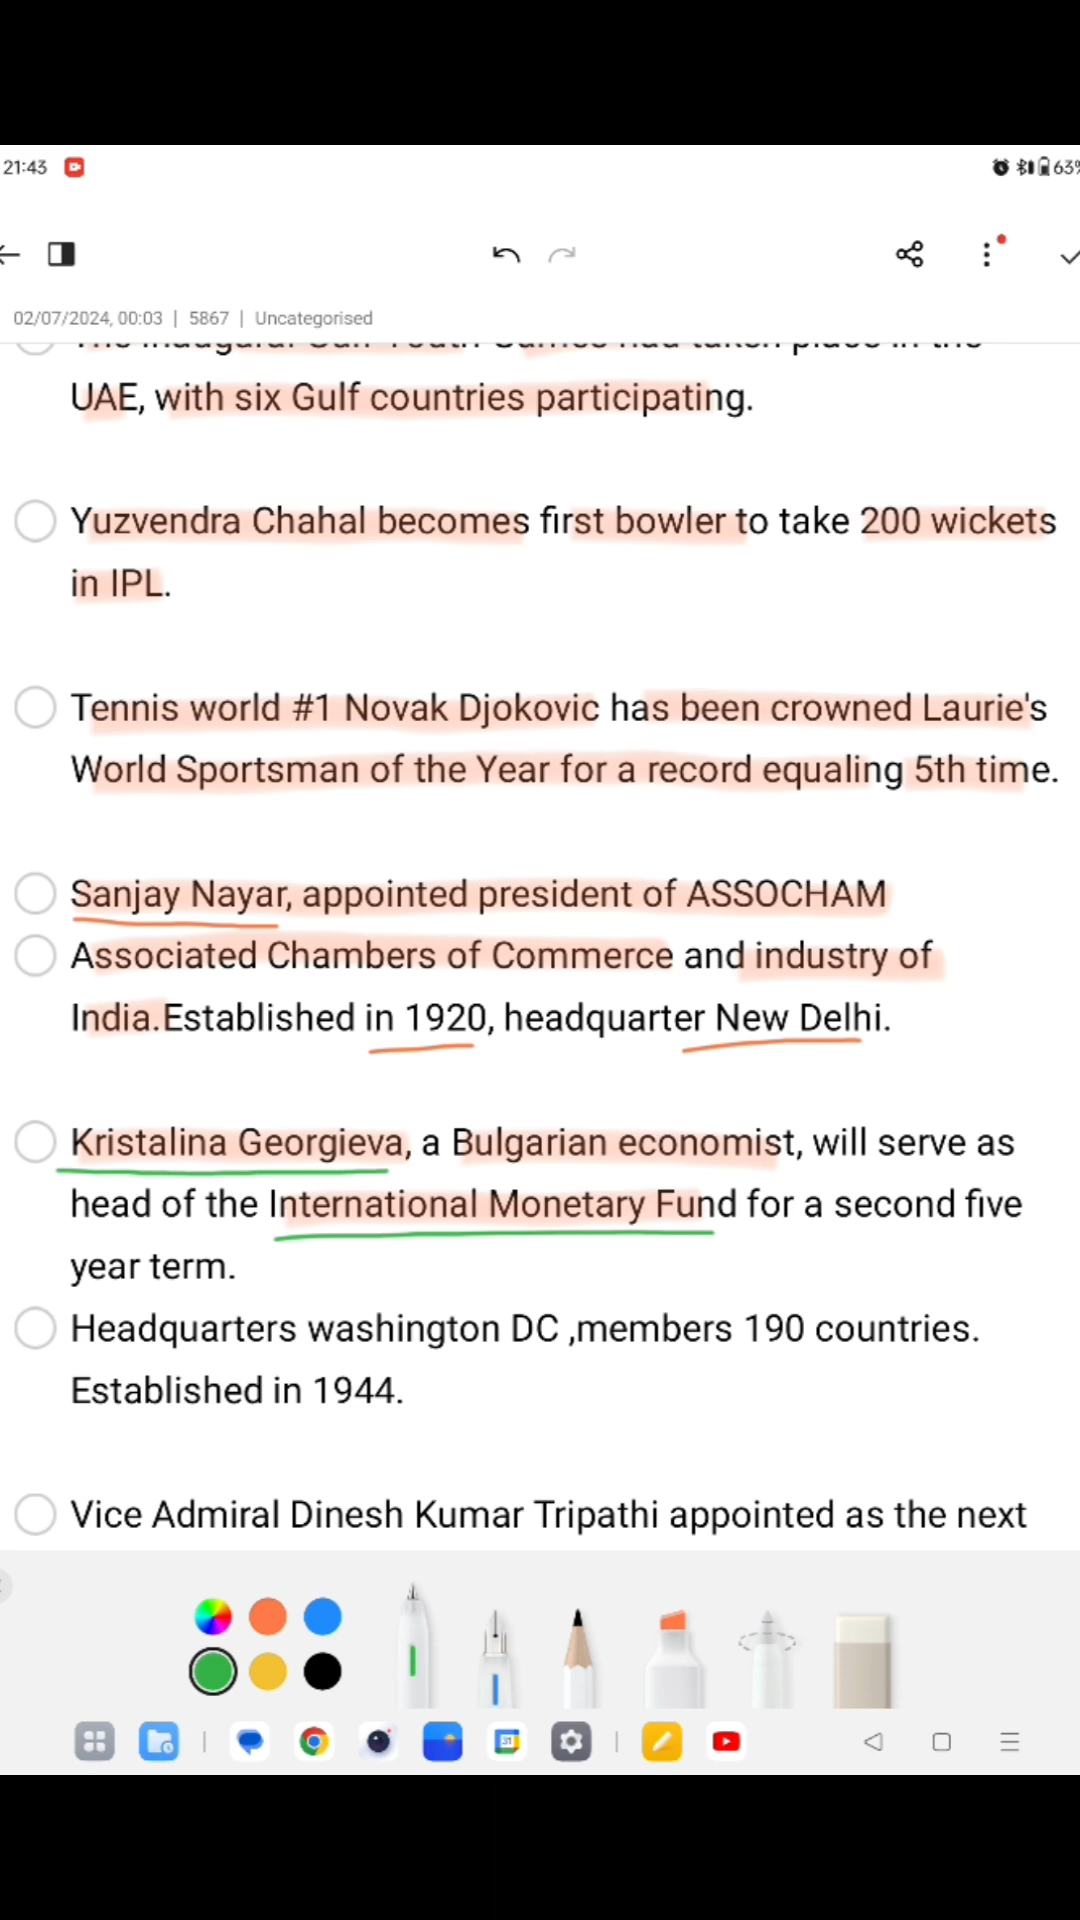 21:43
63%
02/07/2024, 00:03 | 5867 | Uncategorised
UAE, with six Gulf countries participating.
Yuzvendra Chahal becomes first bowler to take 200 wickets
in IPL.
Tennis world #1 Novak Djokovic has been crowned Laurie's
World Sportsman of the Year for a record equaling 5th time.
Sanjay Nayar, appointed president of ASSOCHAM
Associated Chambers of Commerce and industry of
India.Established in 1920, headquarter New Delhi.
Kristalina Georgieva, a Bulgarian economist, will serve as
head of the International Monetary Fund for a second five
year term.
Headquarters washington DC ,members 190 countries.
Established in 1944.
Vice Admiral Dinesh Kumar Tripathi appointed as the next
31